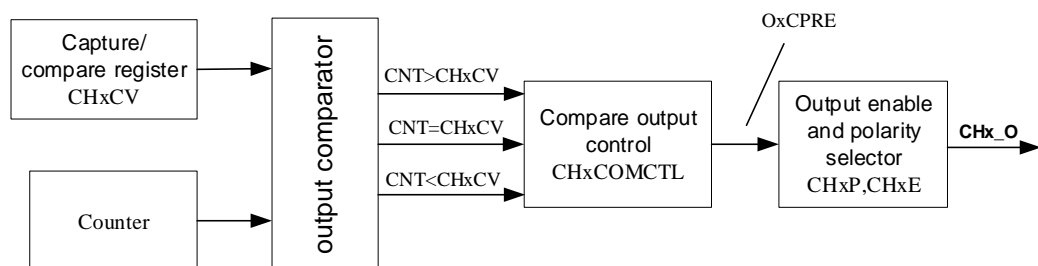 Capture/
compare register
CHxCV
Counter
output comparator
CNT>CHxCV
CNT=CHxCV
CNT<CHxCV
Compare output
control
CHxCOMCTL
OxCPRE
Output enable
and polarity
selector
CHxP,CHxE
CHx_O